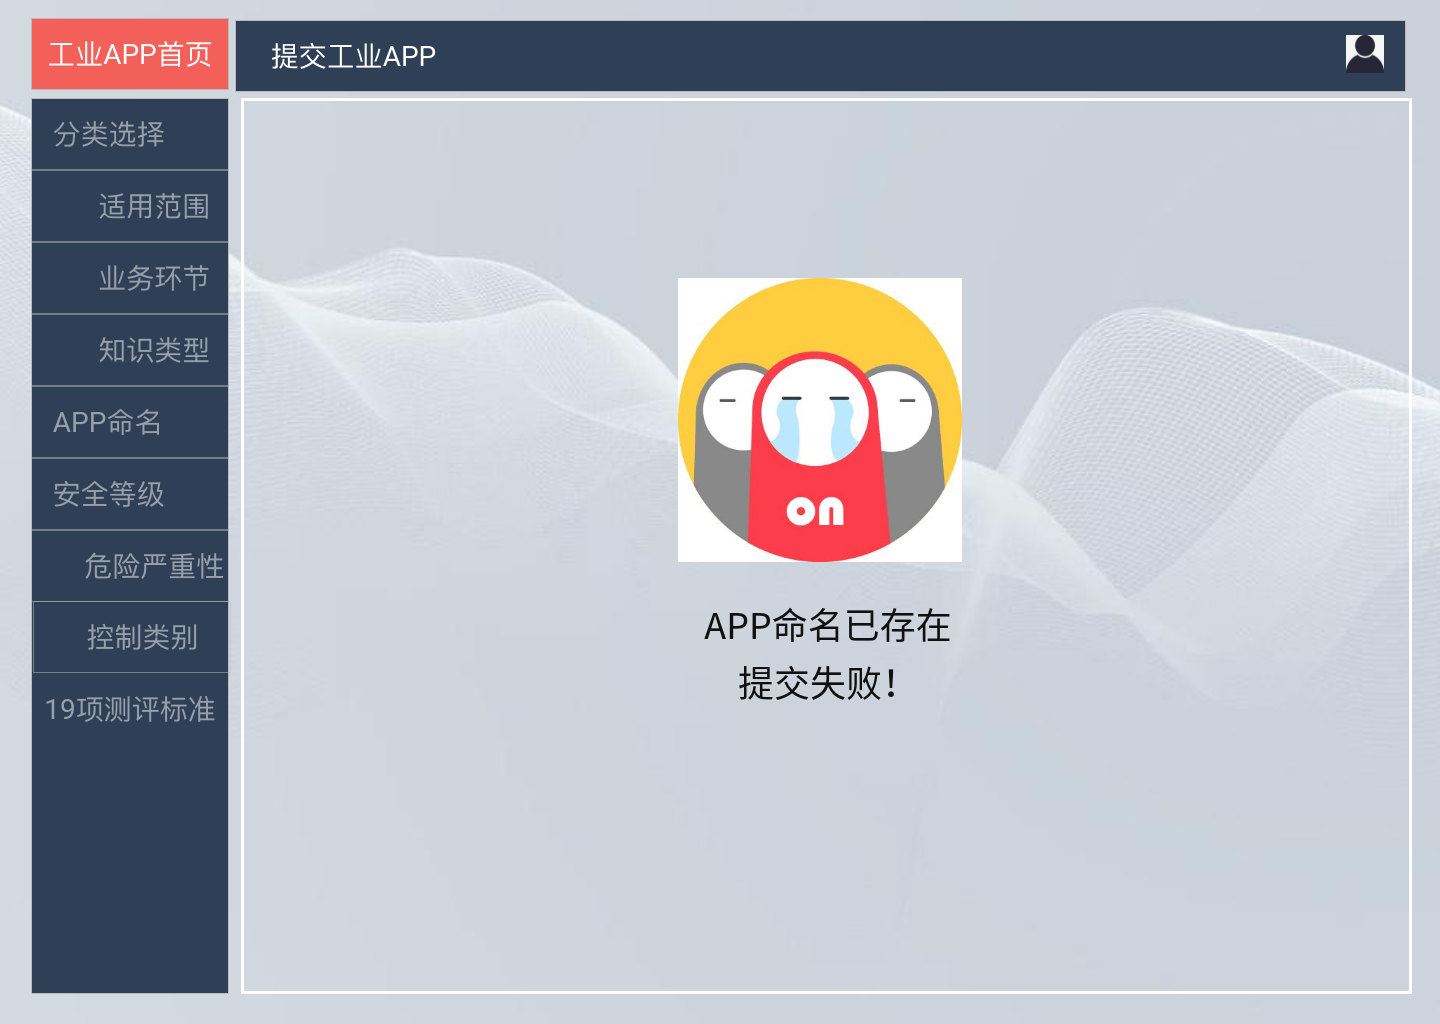 工业APP首页
提交工业APP
分类选择
适用范围
业务环节
知识类型
APP命名
安全等级
危险严重性
控制类别
19项测评标准
on
APP命名已存在
提交失败！